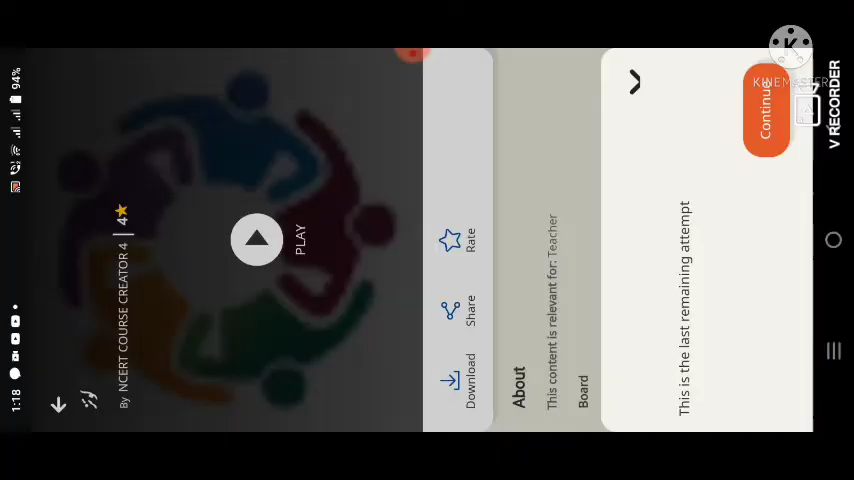 1:18
94%
کوئز
By NCERT COURSE CREATOR 4 | 4
PLAY
Download
Share
Rate
About
This content is relevant for: Teacher
Board
This is the last remaining attempt
Continue
KINEMASTER
V RECORDER